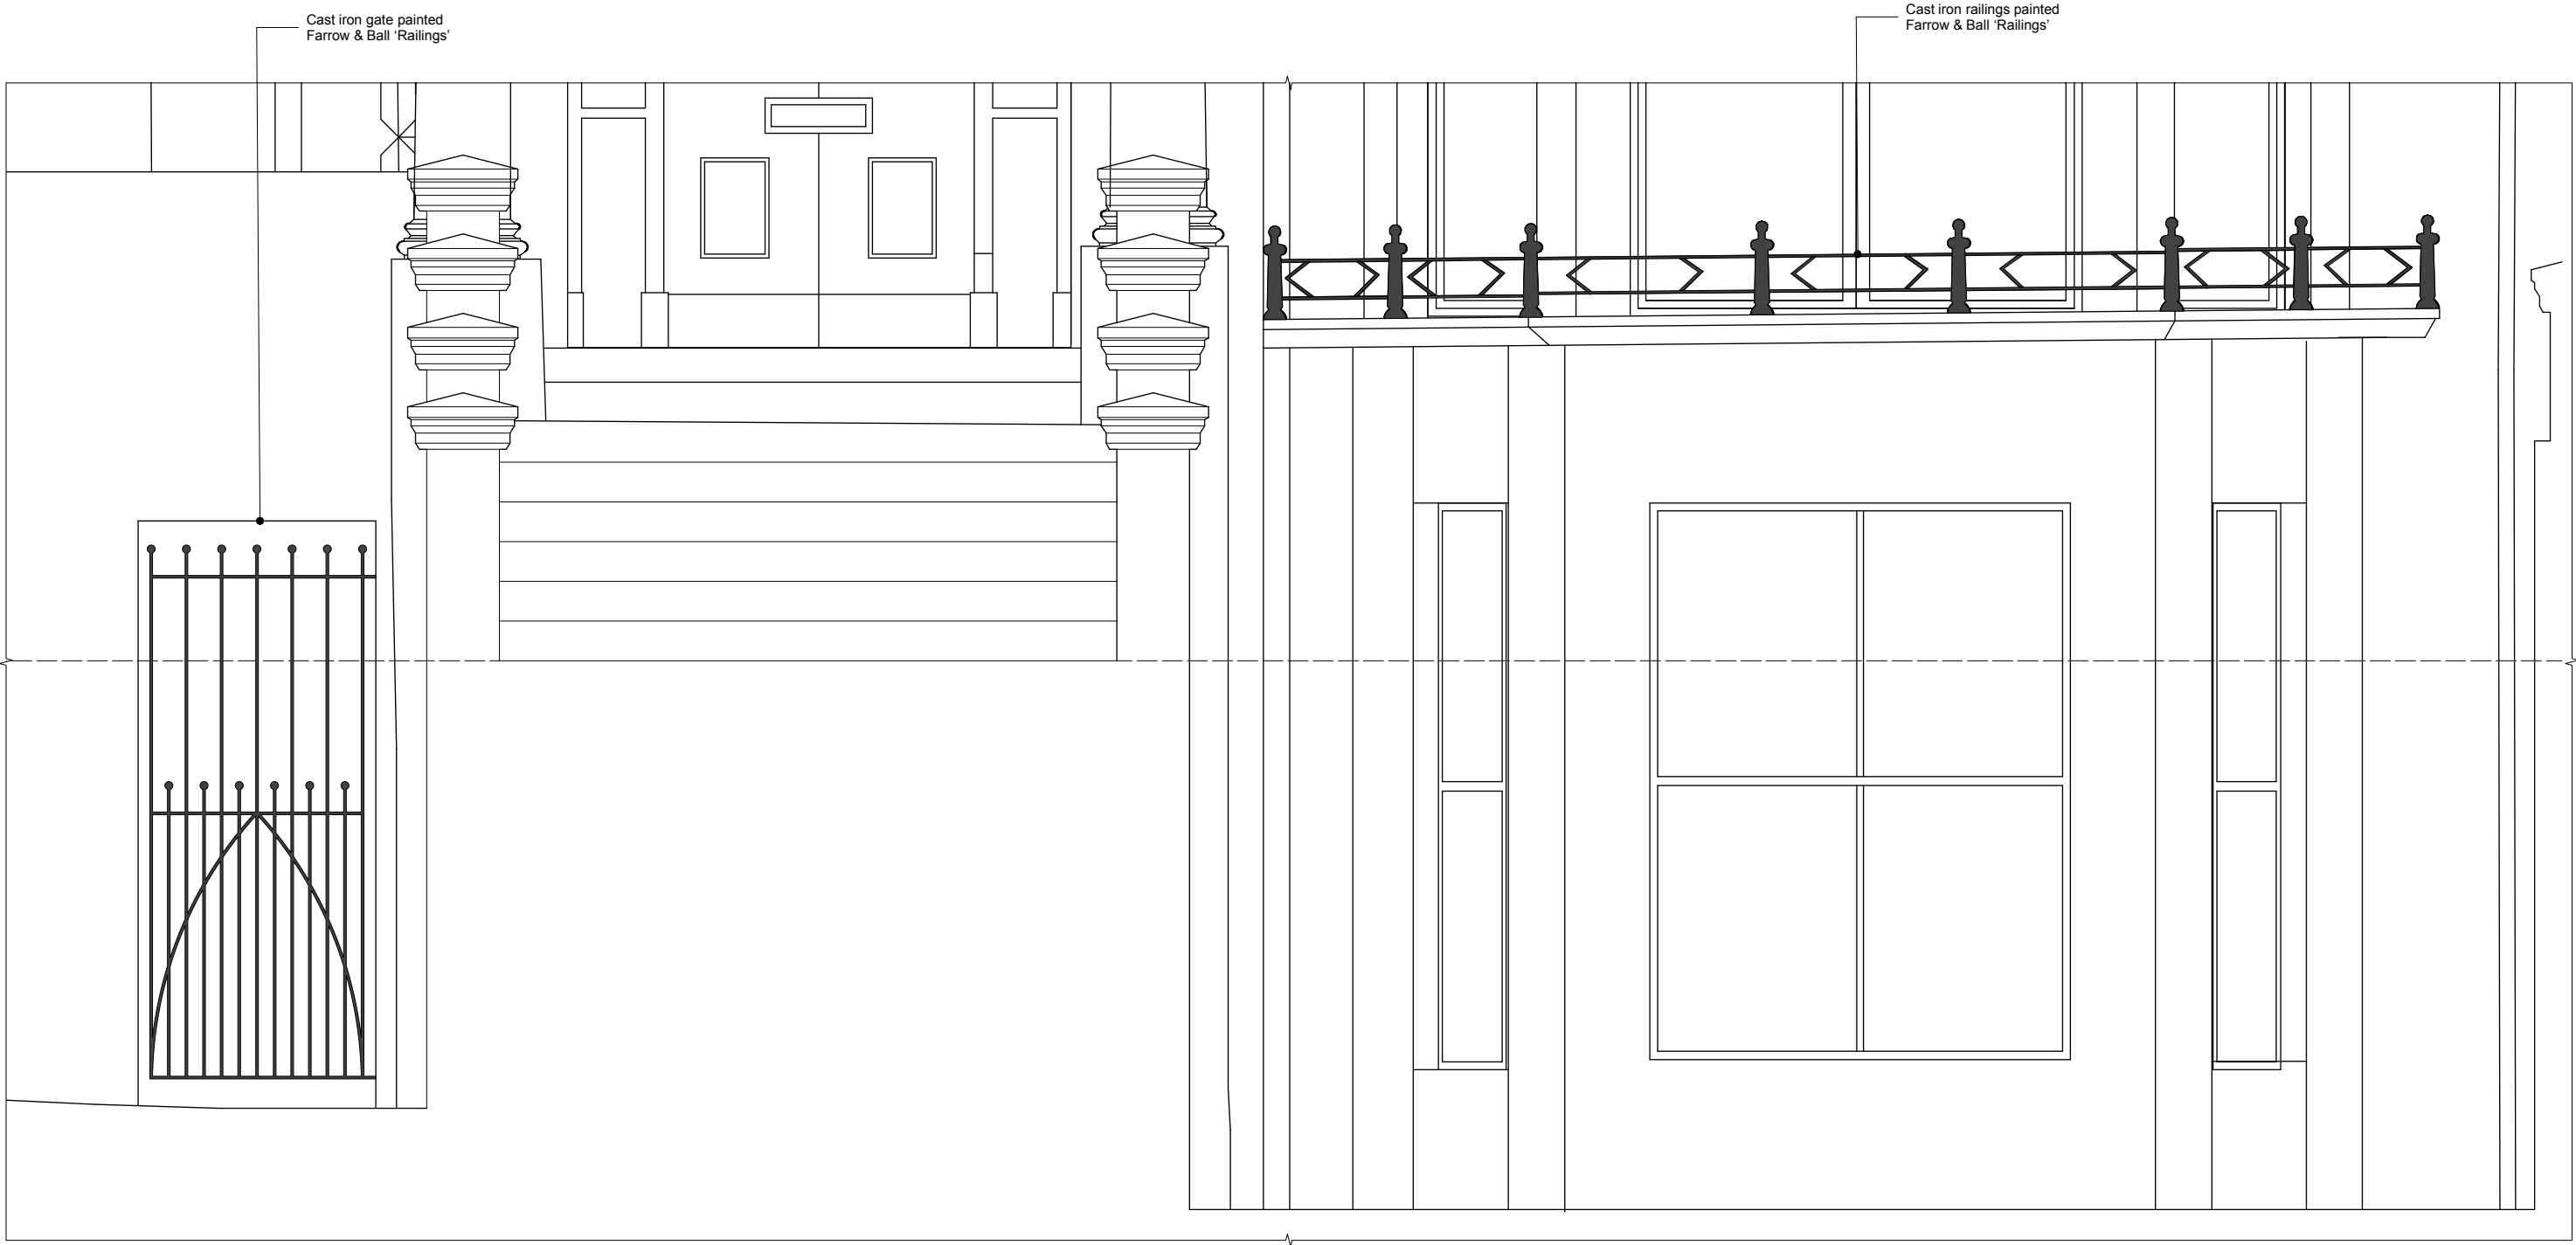 Cast iron gate painted
Farrow & Ball ‘Railings’
Cast iron railings painted
Farrow & Ball ‘Railings’